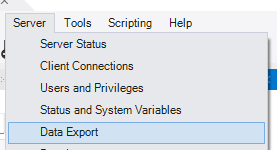 Server Tools Scripting Help
Server Status
Client Connections
Users and Privileges
Status and System Variables
Data Export